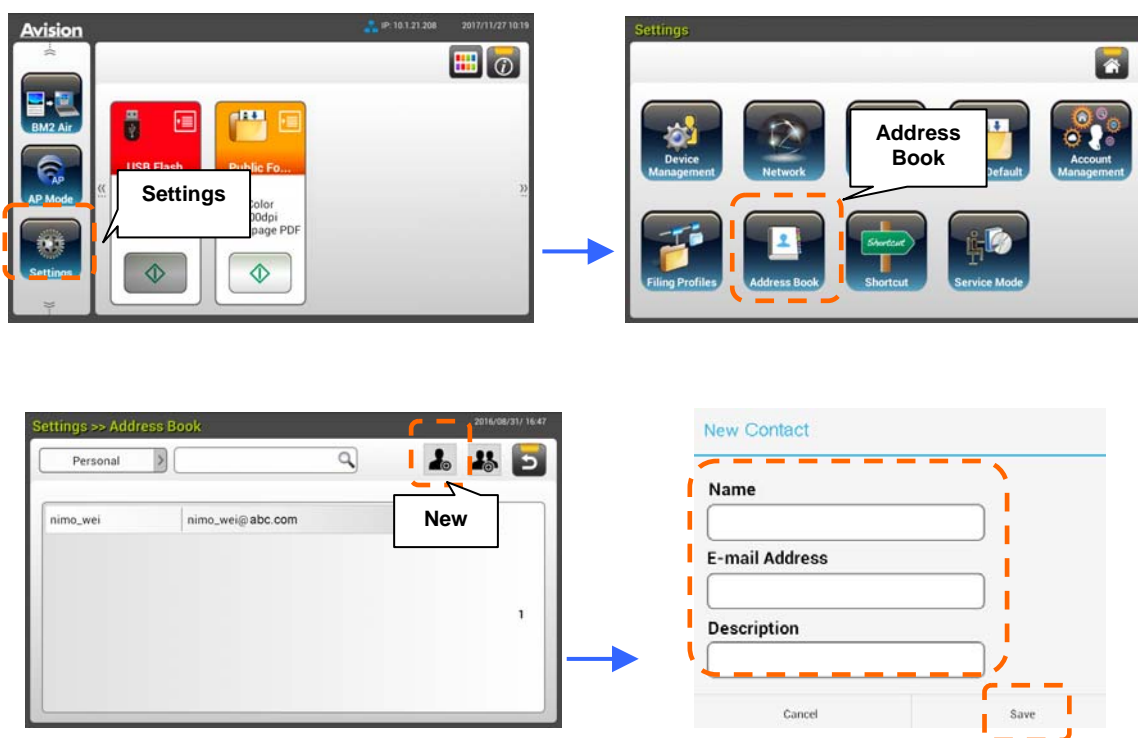 Avision
IP: 10.1.21.208
2017/11/27 10:19
BM2 Air
AP
AP Mode
Settings
USB Flash
Public Fo...
Settings
Color
00dpi
page PDF
Settings
Address
Book
Device
Management
Network
Default
Account
Management
Filing Profiles
Address Book
Shortcut
Shortcut
Service Mode
Settings >> Address Book
2016/08/31/ 16:47
Personal
New
nimo_wei
nimo_wei@abc.com
1
New Contact
Name
E-mail Address
Description
Cancel
Save